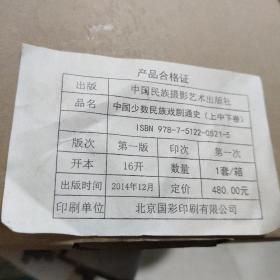 产品合格证
出版 中国民族摄影艺术出版社
品名 中国少数民族戏剧通史（上中下卷）
ISBN 978-7-5122-0521-5
版次 第一版 印次 第一次
开本 16开 数量 1套/箱
出版时间 2014年12月 定价 480.00元
印刷单位 北京国彩印刷有限公司